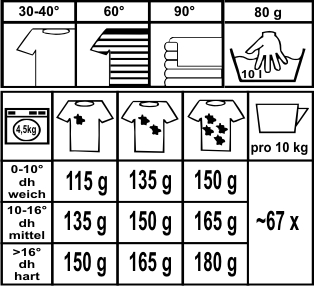 30-40° 60° 90° 80 g
10 l
4,5kg
pro 10 kg
0-10°
dh
weich
115 g 135 g 150 g
10-16°
dh
mittel
135 g 150 g 165 g
~67 x
>16°
dh
hart
150 g 165 g 180 g